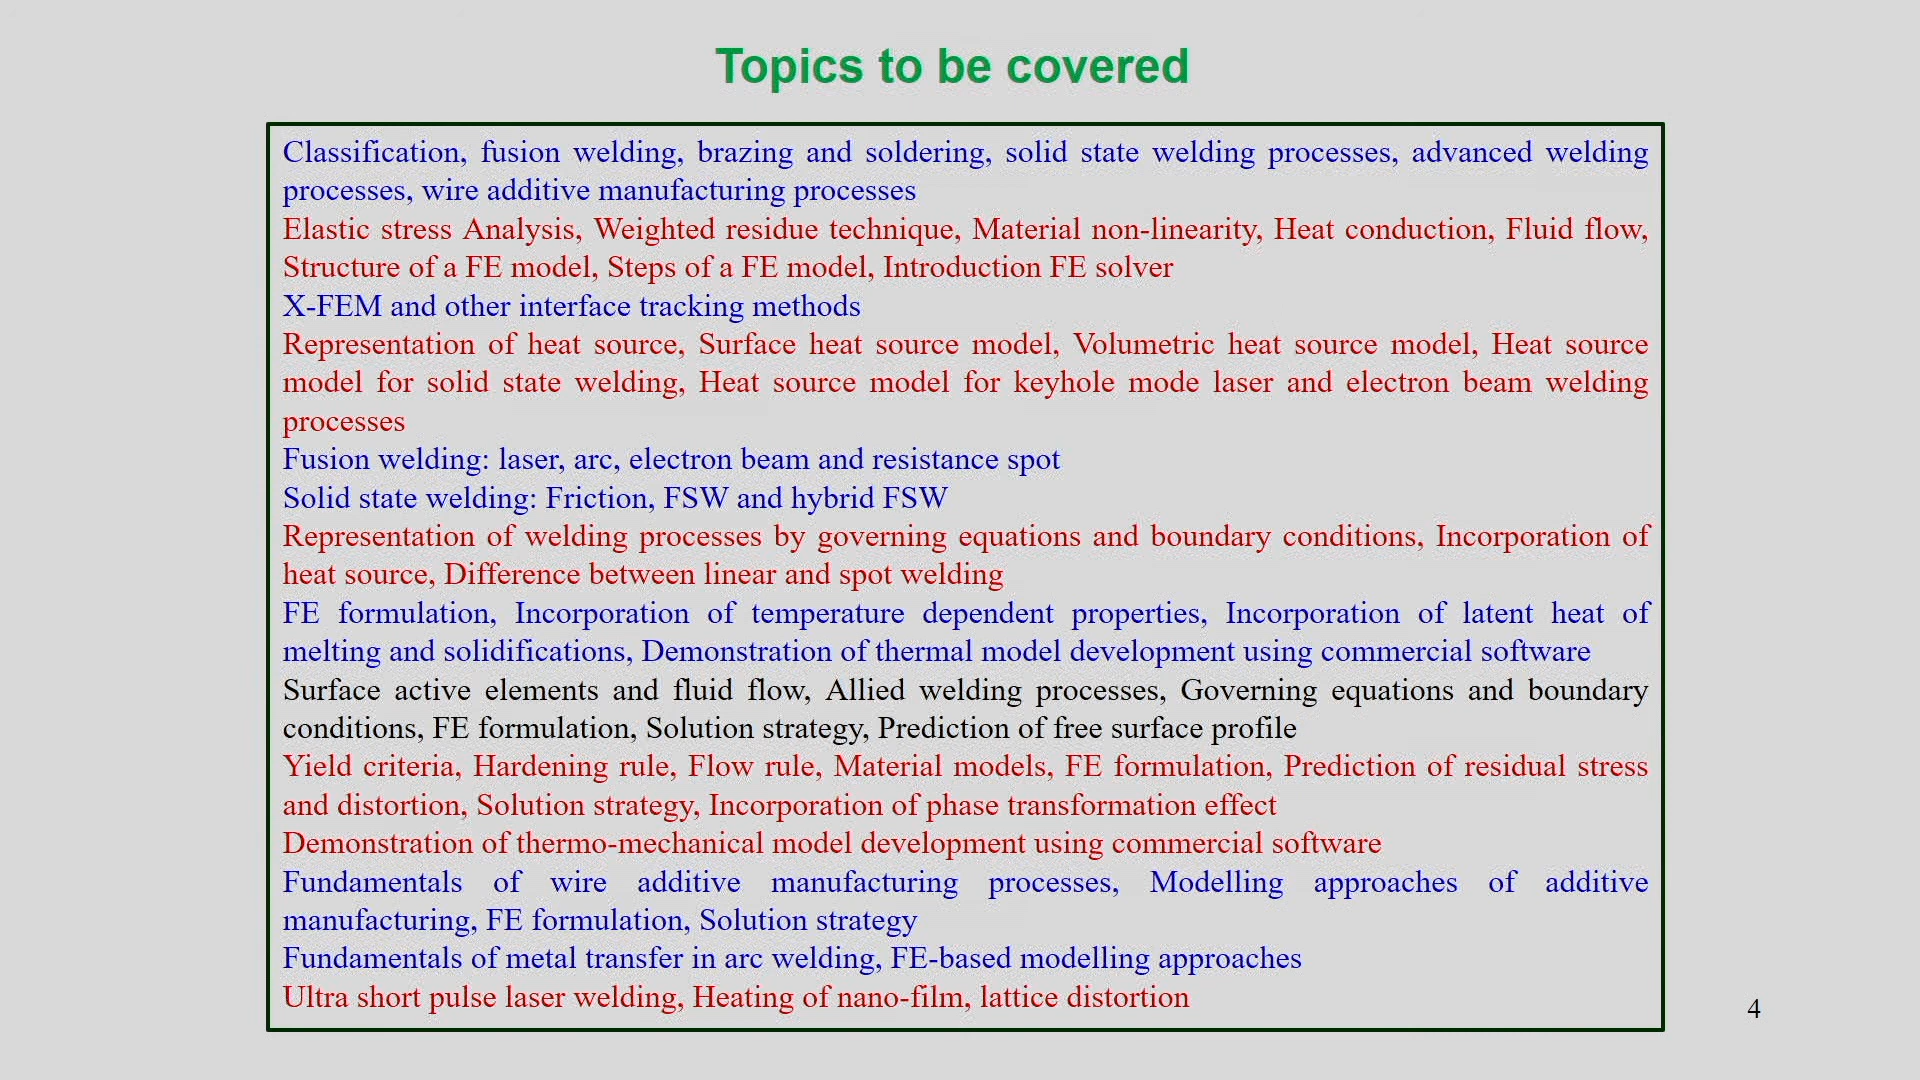 Topics to be covered
Classification, fusion welding, brazing and soldering, solid state welding processes, advanced welding
processes, wire additive manufacturing processes
Elastic stress Analysis, Weighted residue technique, Material non-linearity, Heat conduction, Fluid flow,
Structure of a FE model, Steps of a FE model, Introduction FE solver
X-FEM and other interface tracking methods
Representation of heat source, Surface heat source model, Volumetric heat source model, Heat source
model for solid state welding, Heat source model for keyhole mode laser and electron beam welding
processes
Fusion welding: laser, arc, electron beam and resistance spot
Solid state welding: Friction, FSW and hybrid FSW
Representation of welding processes by governing equations and boundary conditions, Incorporation of
heat source, Difference between linear and spot welding
FE formulation, Incorporation of temperature dependent properties, Incorporation of latent heat of
melting and solidifications, Demonstration of thermal model development using commercial software
Surface active elements and fluid flow, Allied welding processes, Governing equations and boundary
conditions, FE formulation, Solution strategy, Prediction of free surface profile
Yield criteria, Hardening rule, Flow rule, Material models, FE formulation, Prediction of residual stress
and distortion, Solution strategy, Incorporation of phase transformation effect
Demonstration of thermo-mechanical model development using commercial software
Fundamentals of wire additive manufacturing processes, Modelling approaches of additive
manufacturing, FE formulation, Solution strategy
Fundamentals of metal transfer in arc welding, FE-based modelling approaches
Ultra short pulse laser welding, Heating of nano-film, lattice distortion
4